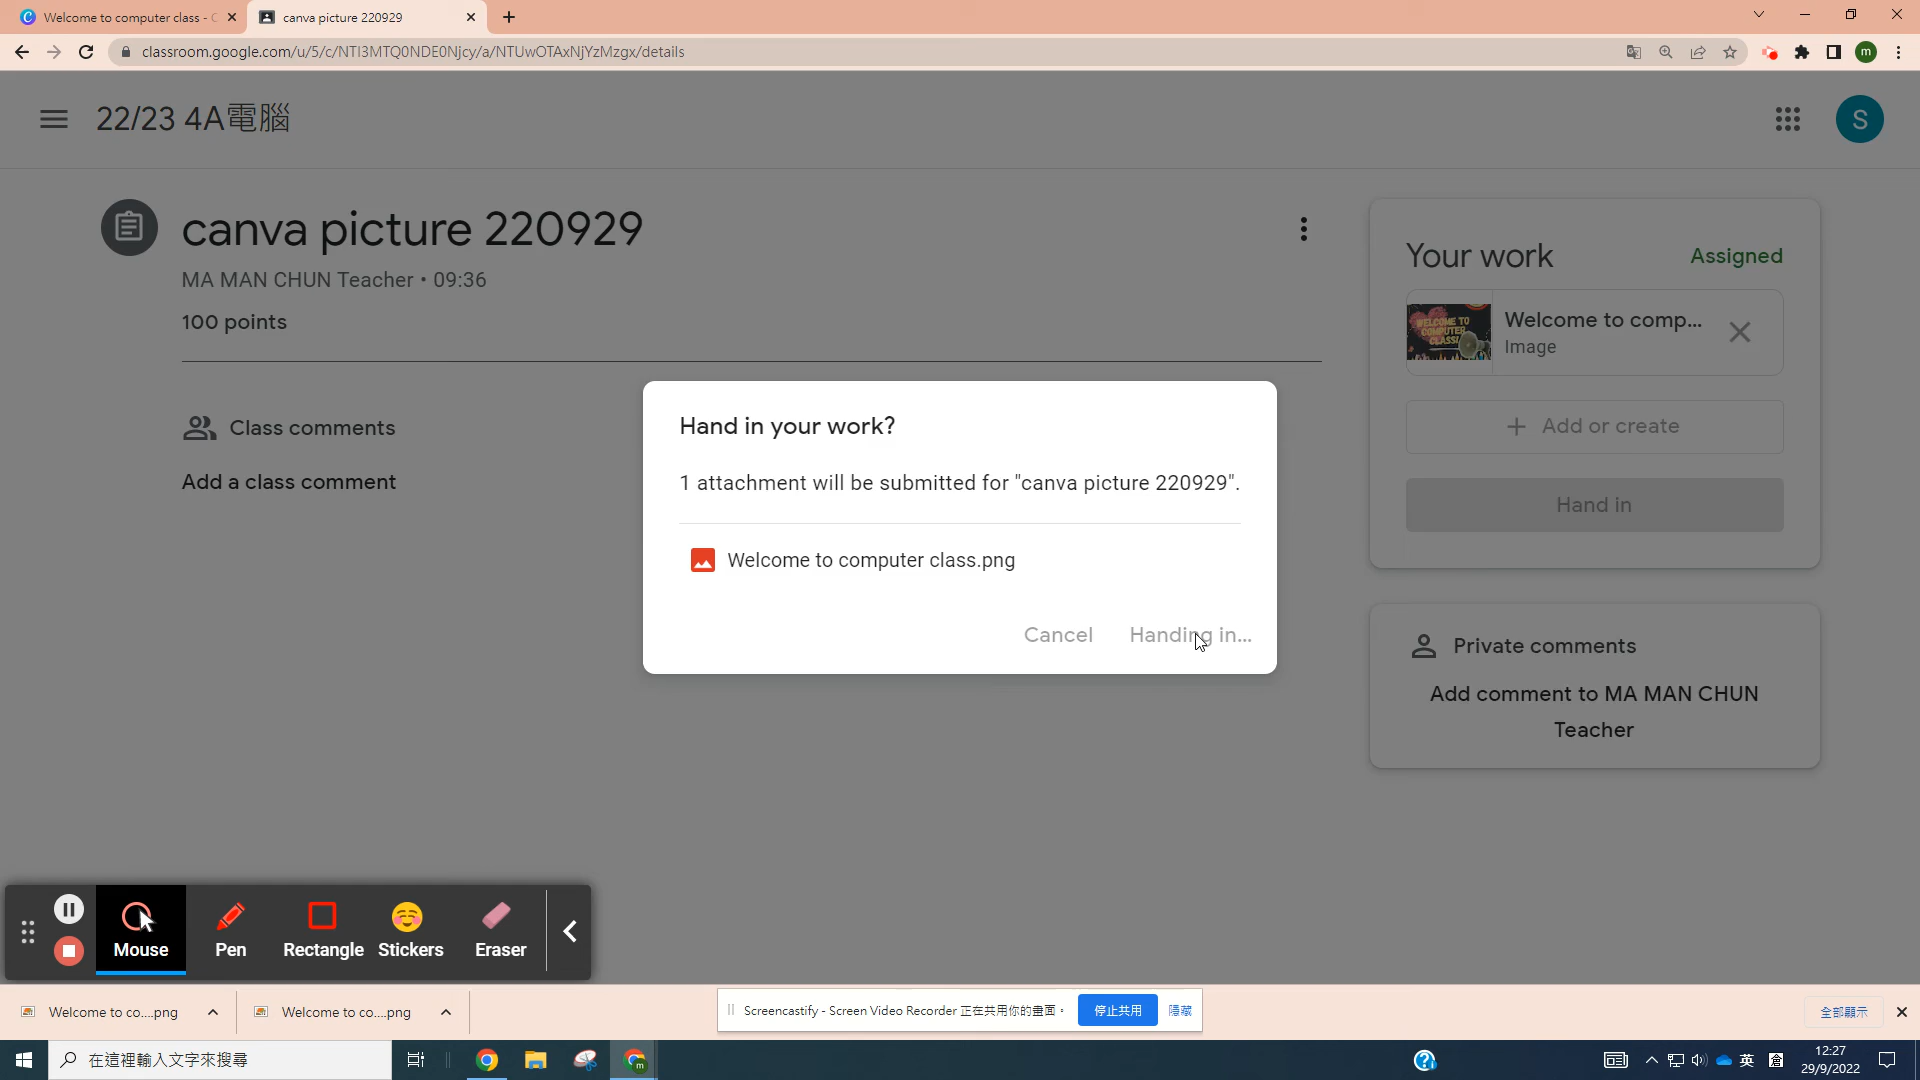 Welcome to computer class - C
canva picture 220929
classroom.google.com/u/5/c/NTI3MTQ0NDE0Njcy/a/NTUwOTAxNjYzMzgx/details
m
22/23 4A電腦
S
canva picture 220929
MA MAN CHUN Teacher • 09:36
100 points
Class comments
Add a class comment
Your work
Assigned
WELCOME TO
COMPUTER
CLASS!
Welcome to comp...
Image
+ Add or create
Hand in
Hand in your work?
1 attachment will be submitted for "canva picture 220929".
Welcome to computer class.png
Cancel
Handing in...
Private comments
Add comment to MA MAN CHUN
Teacher
Mouse
Pen
Rectangle
Stickers
Eraser
Welcome to co....png
Welcome to co....png
Screencastify - Screen Video Recorder 正在共用你的畫面。
停止共用
隱藏
全部顯示
在這裡輸入文字來搜尋
英
倉
12:27
29/9/2022